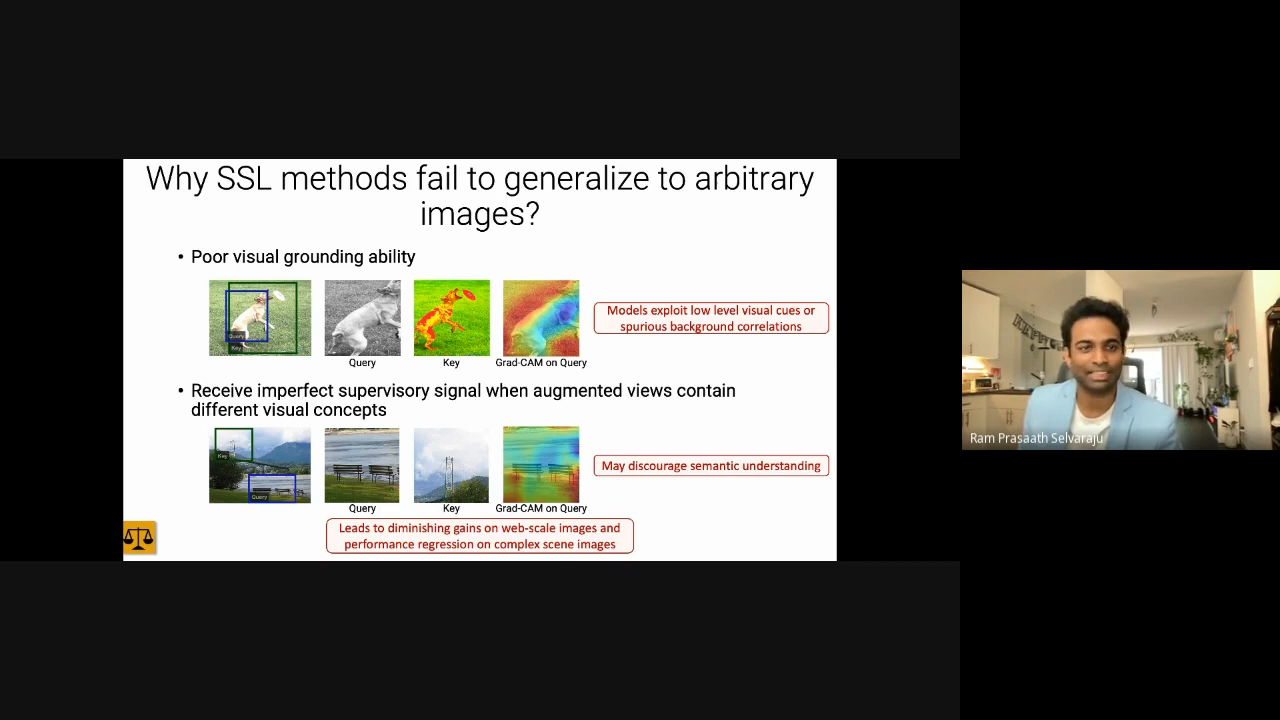 Why SSL methods fail to generalize to arbitrary
images?
• Poor visual grounding ability
Query
Key
Query
Key
Grad-CAM on Query
Models exploit low level visual cues or
spurious background correlations
• Receive imperfect supervisory signal when augmented views contain
different visual concepts
Key
Query
Query
Key
Grad-CAM on Query
May discourage semantic understanding
Leads to diminishing gains on web-scale images and
performance regression on complex scene images
Ram Prasaath Selvaraju